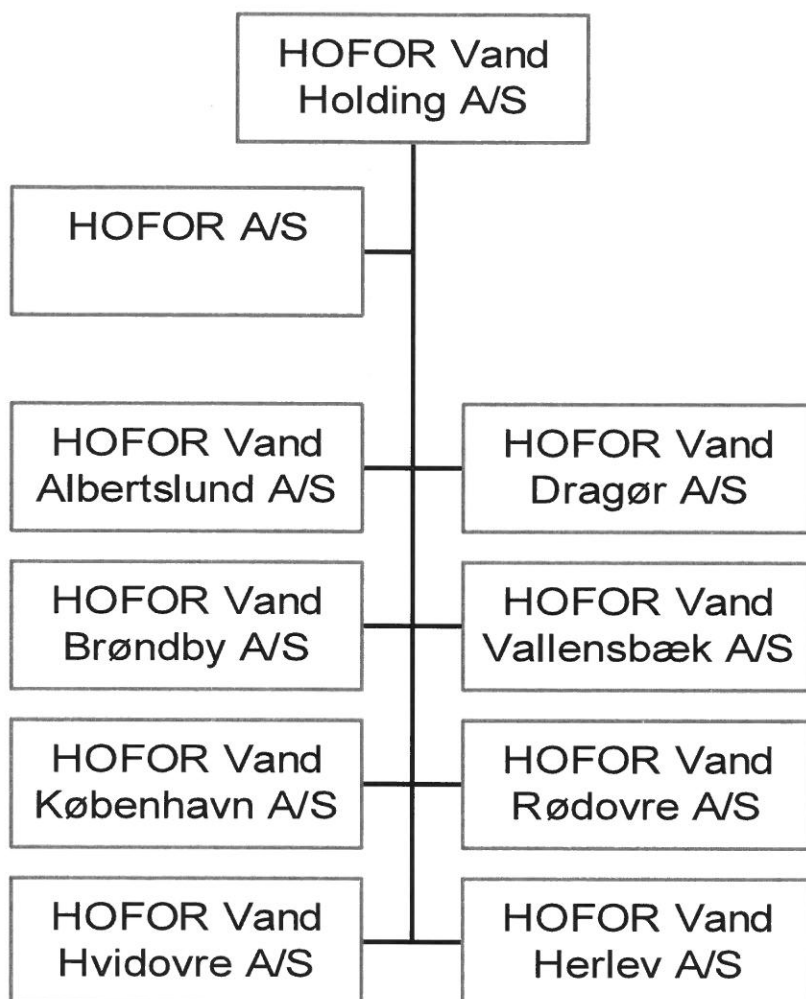 HOFOR Vand
Holding A/S
HOFOR A/S
HOFOR Vand
Albertslund A/S
HOFOR Vand
Dragør A/S
HOFOR Vand
Brøndby A/S
HOFOR Vand
Vallensbæk A/S
HOFOR Vand
København A/S
HOFOR Vand
Rødovre A/S
HOFOR Vand
Hvidovre A/S
HOFOR Vand
Herlev A/S